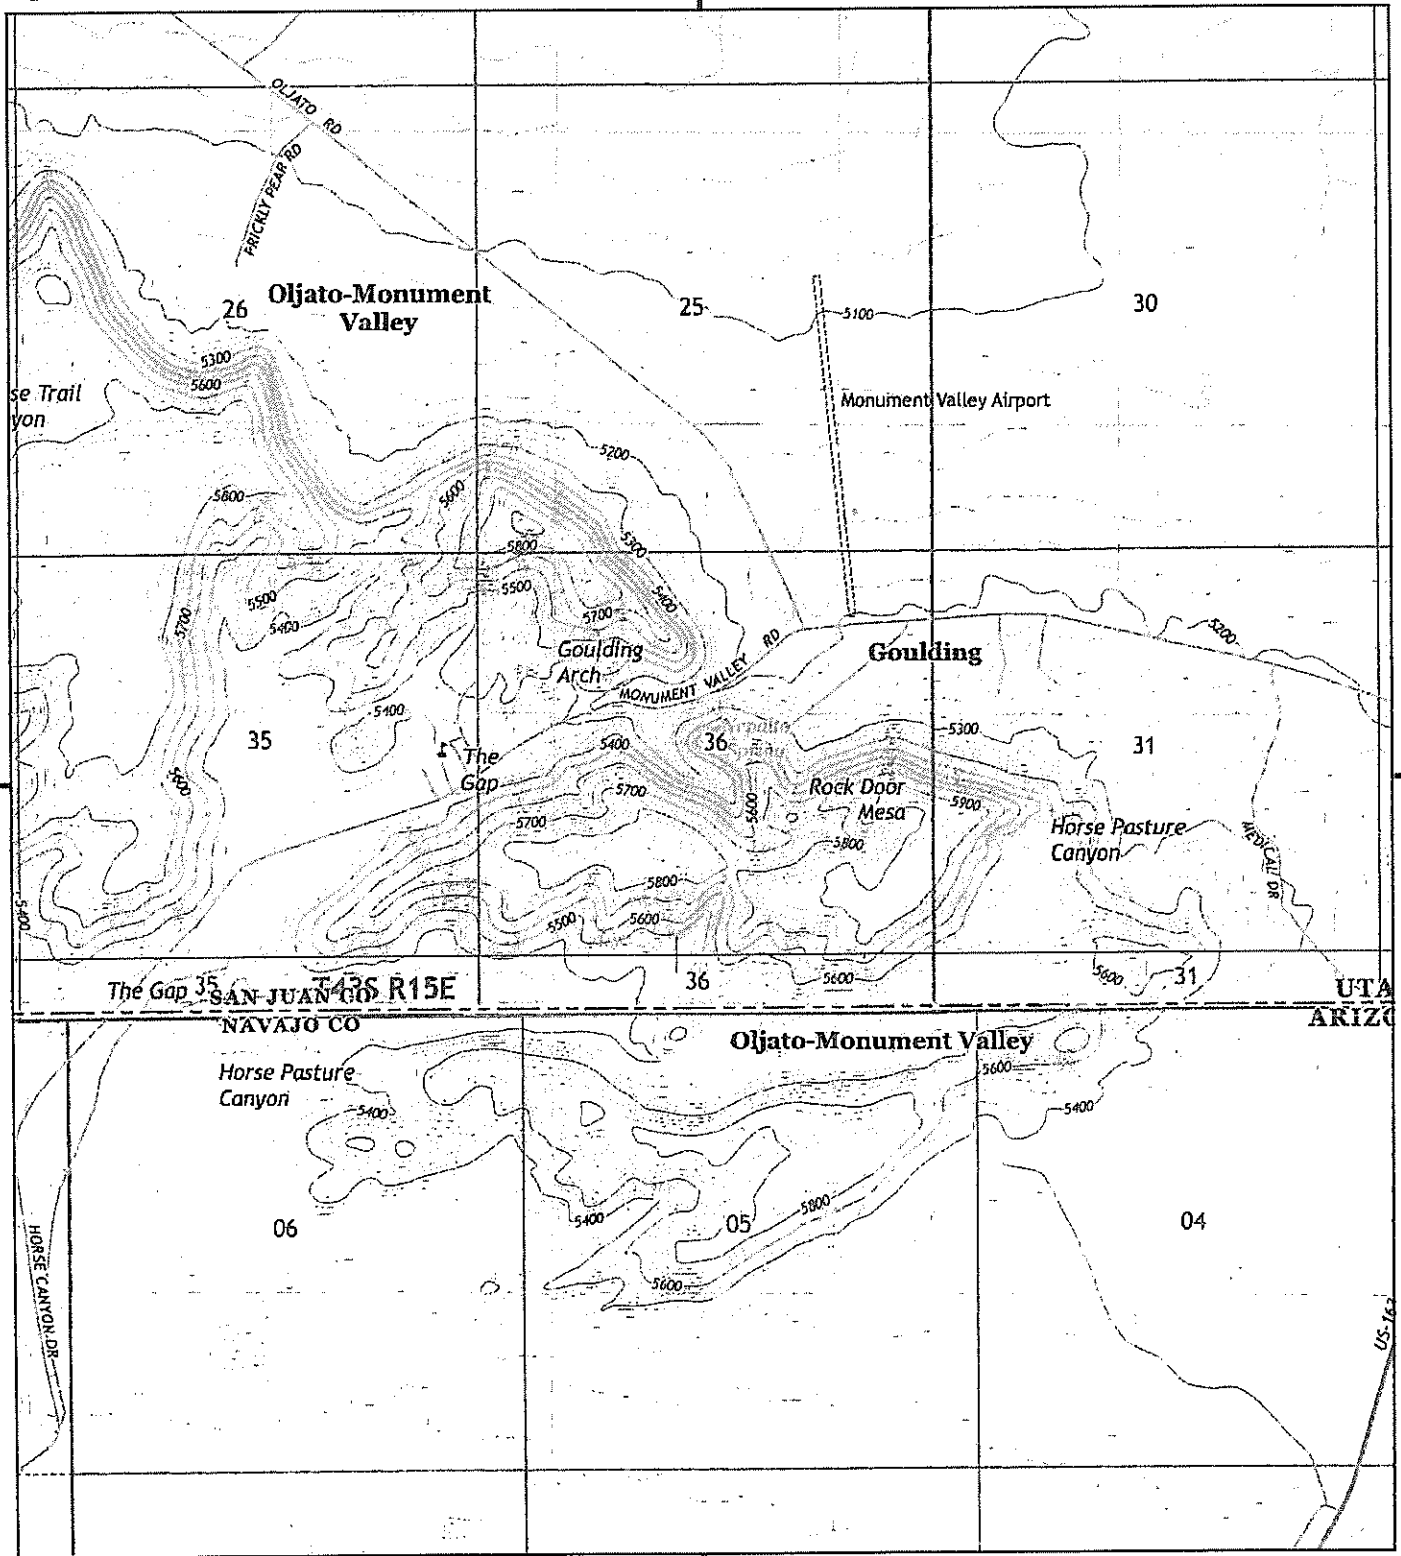 OLJATO RD
PRICKLY PEAR RD
Oljato-Monument
Valley
26
25
30
5100
5300
5600
se Trail
yon
Monument Valley Airport
5200
5800
5600
5300
5800
5500
5400
5500
5400
5700
5700
Goulding
Arch
MONUMENT VALLEY RD
Goulding
5200
5400
35
36
31
5300
The
Gap
5400
5600
5700
5700
Rock Door
Mesa
5600
5900
5800
Horse Pasture
Canyon
MEDICAL DR
5800
5400
5500
5600
The Gap
35
T43S R15E
36
5600
5600
31
SAN JUAN CO
UTA
NAVAJO CO
ARIZO
Oljato-Monument Valley
Horse Pasture
Canyon
5600
5400
5400
5400
5800
06
05
04
HORSE CANYON DR
5600
US-163